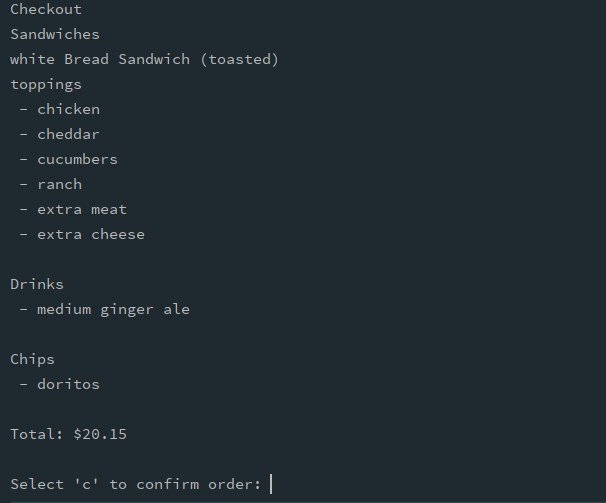 Checkout
Sandwiches
white Bread Sandwich (toasted)
toppings
 - chicken
 - cheddar
 - cucumbers
 - ranch
 - extra meat
 - extra cheese

Drinks
 - medium ginger ale

Chips
 - doritos

Total: $20.15

Select 'c' to confirm order: